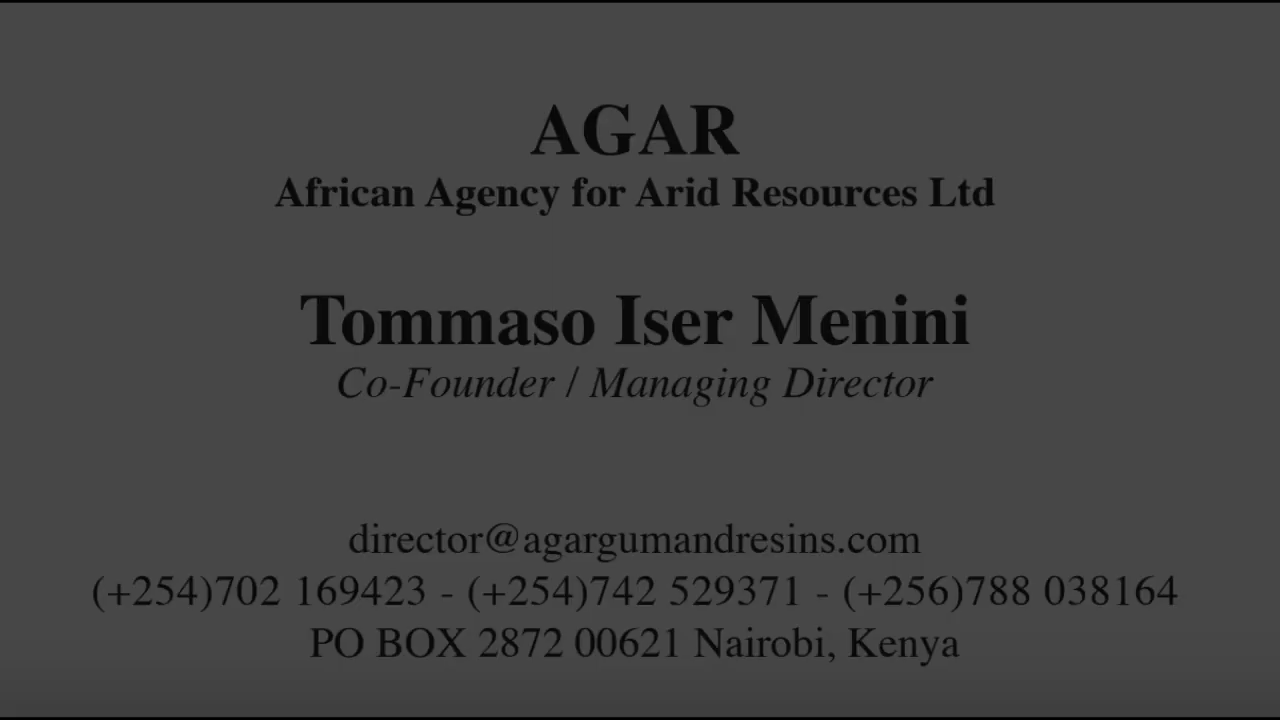 AGAR
African Agency for Arid Resources Ltd
Tommaso Iser Menini
Co-Founder / Managing Director
director@agargumandresins.com
(+254)702 169423 - (+254)742 529371 - (+256)788 038164
PO BOX 2872 00621 Nairobi, Kenya